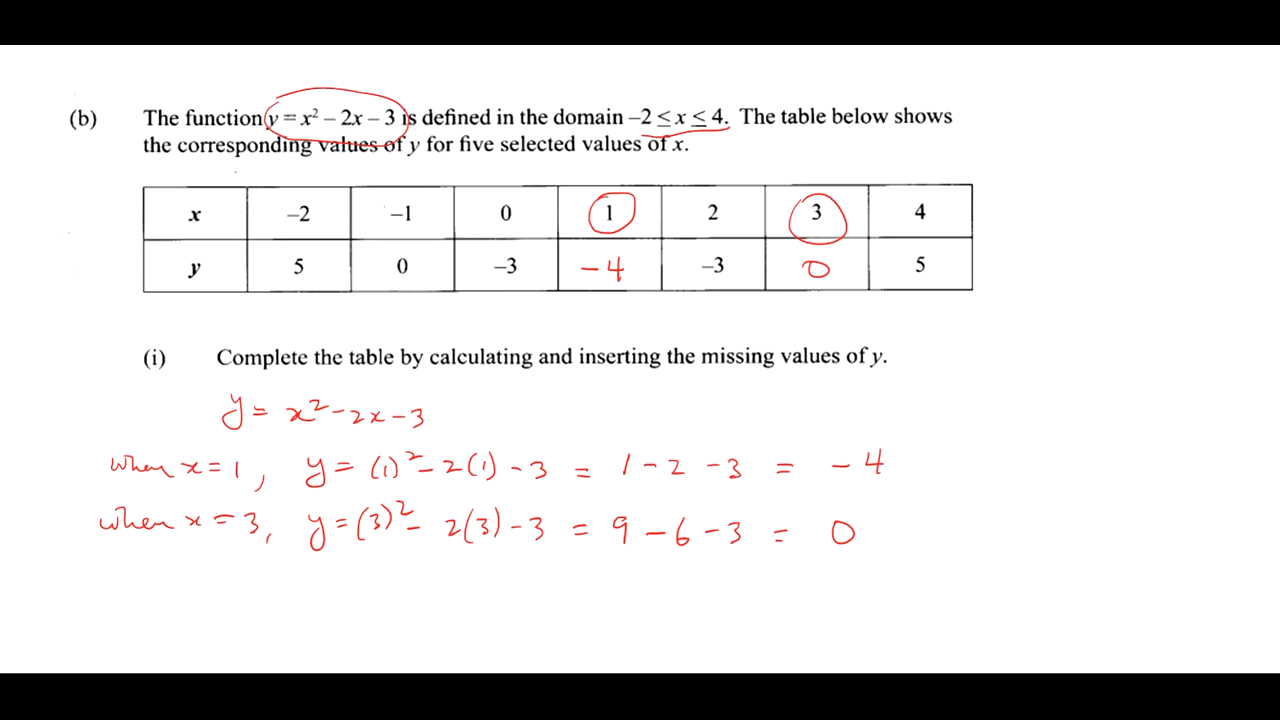 (b) The function y = x² – 2x – 3 is defined in the domain –2 ≤ x ≤ 4. The table below shows
the corresponding values of y for five selected values of x.
x –2 –1 0 1 2 3 4
y 5 0 –3 –4 –3 0 5
(i) Complete the table by calculating and inserting the missing values of y.
y = x² – 2x – 3
when x = 1, y = (1)² – 2(1) – 3 = 1 – 2 – 3 = – 4
when x = 3, y = (3)² – 2(3) – 3 = 9 – 6 – 3 = 0